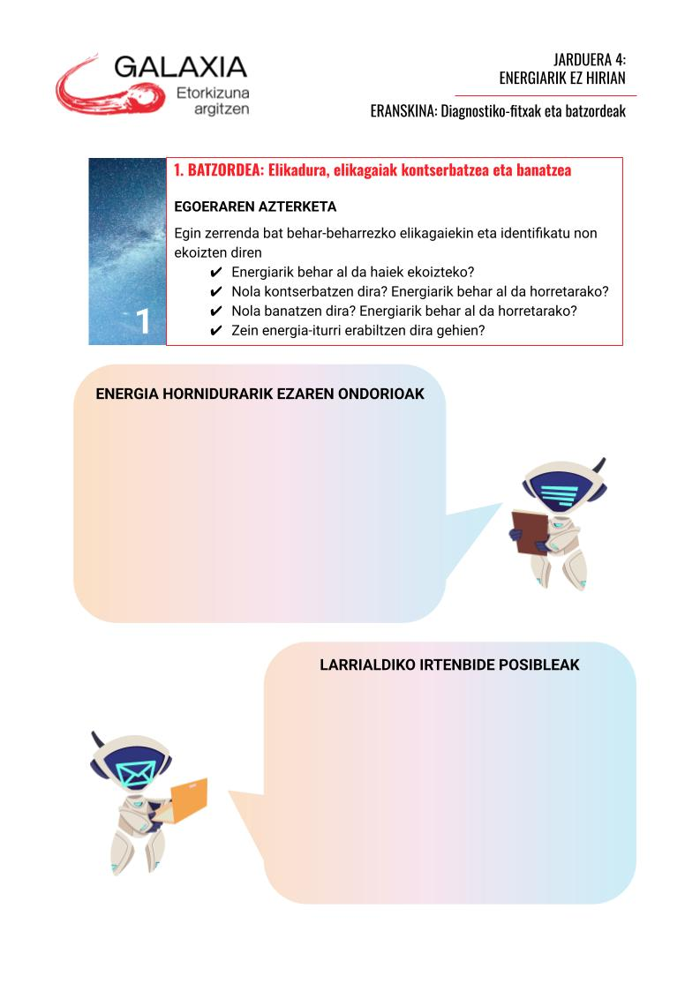 GALAXIA
Etorkizuna
argitzen
JARDUERA 4:
ENERGIARIK EZ HIRIAN
ERANSKINA: Diagnostiko-fitxak eta batzordeak
1
1. BATZORDEA: Elikadura, elikagaiak kontserbatzea eta banatzea
EGOERAREN AZTERKETA
Egin zerrenda bat behar-beharrezko elikagaiekin eta identifikatu non
ekoizten diren
✔ Energiarik behar al da haiek ekoizteko?
✔ Nola kontserbatzen dira? Energiarik behar al da horretarako?
✔ Nola banatzen dira? Energiarik behar al da horretarako?
✔ Zein energia-iturri erabiltzen dira gehien?
ENERGIA HORNIDURARIK EZAREN ONDORIOAK
LARRIALDIKO IRTENBIDE POSIBLEAK